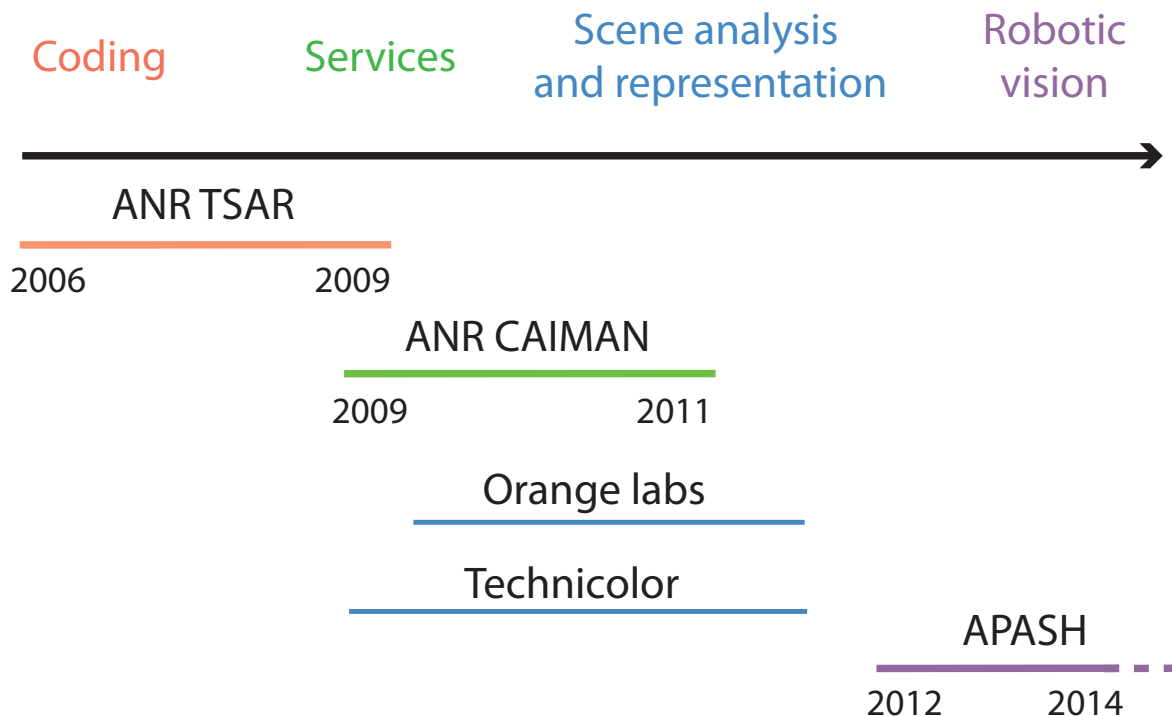 Coding
Services
Scene analysis
and representation
Robotic
vision
ANR TSAR
2006
2009
ANR CAIMAN
2009
2011
Orange labs
Technicolor
APASH
2012
2014